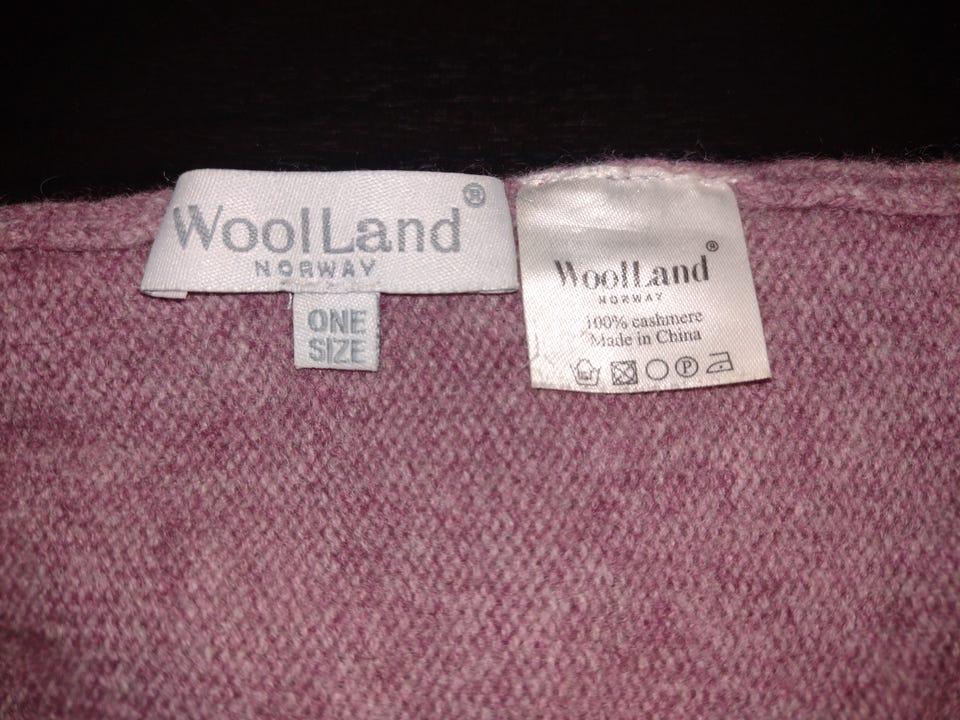 WoolLand®
NORWAY
ONE
SIZE
WoolLand®
NORWAY
100% cashmere
Made in China
P